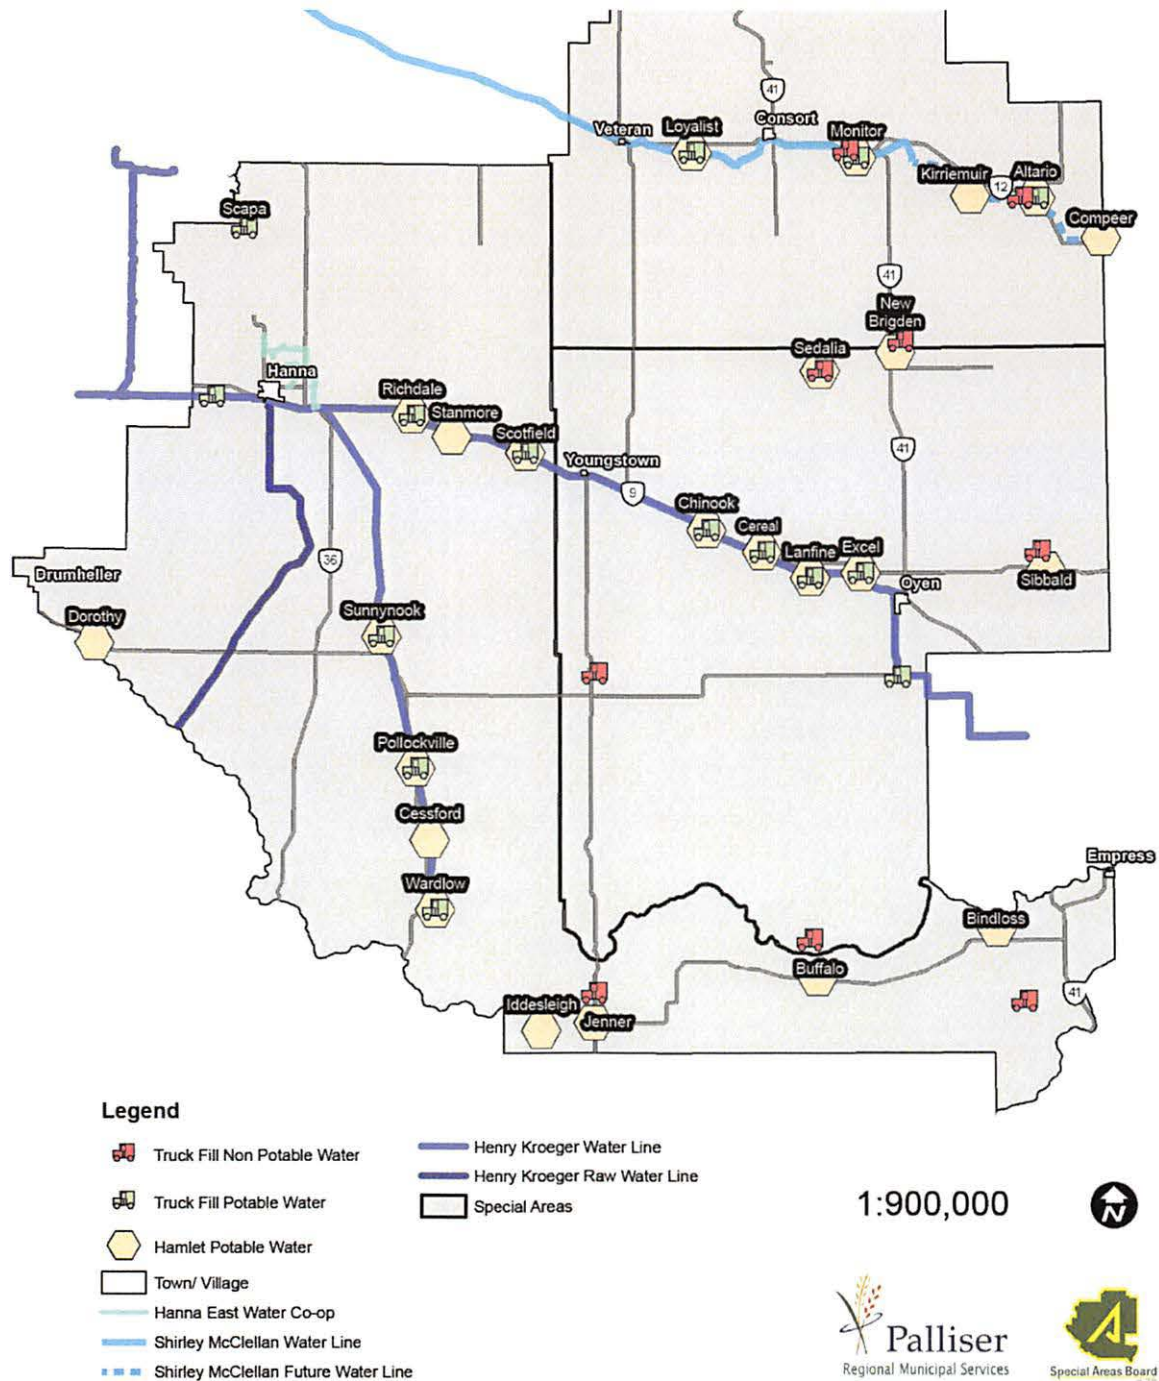 41
Veteran
Loyalist
Consort
Monitor
Kirriemuir
12
Altario
Compeer
Scapa
41
New
Brigden
Sedalia
Hanna
Richdale
Stanmore
Scotfield
Youngstown
41
9
Chinook
Cereal
Lanfine
Excel
Oyen
Sibbald
36
Drumheller
Dorothy
Sunnynook
Pollockville
Cessford
Wardlow
Empress
Bindloss
Buffalo
41
Iddesleigh
Jenner
Legend
Truck Fill Non Potable Water
Truck Fill Potable Water
Hamlet Potable Water
Town/ Village
Hanna East Water Co-op
Shirley McClellan Water Line
Shirley McClellan Future Water Line
Henry Kroeger Water Line
Henry Kroeger Raw Water Line
Special Areas
1:900,000
N
Palliser
Regional Municipal Services
Special Areas Board